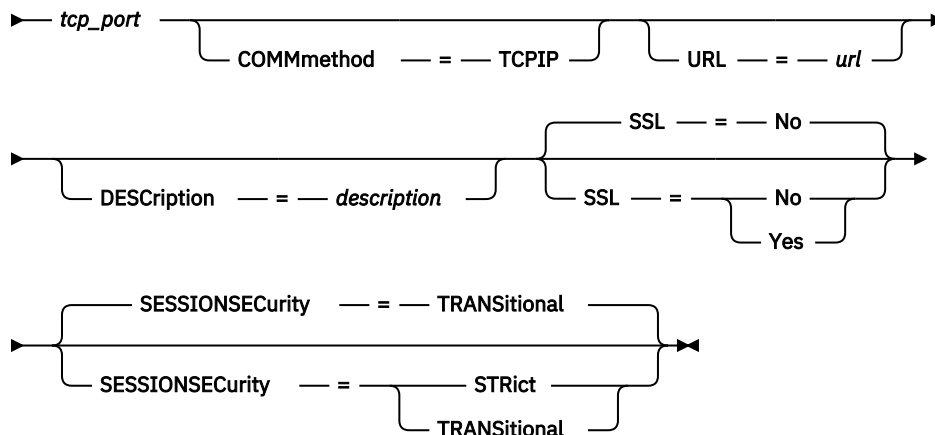 tcp_port
COMMmethod = TCPIP URL = url
SSL = No
DESCription = description SSL = No
Yes
SESSIONSECurity = TRANSitional
SESSIONSECurity = STRict
TRANSitional